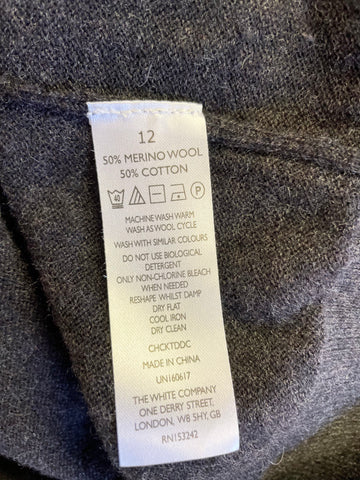 12
50% MERINO WOOL
50% COTTON
40 P
MACHINE WASH WARM
WASH AS WOOL CYCLE
WASH WITH SIMILAR COLOURS
DO NOT USE BIOLOGICAL
DETERGENT
ONLY NON-CHLORINE BLEACH
WHEN NEEDED
RESHAPE WHILST DAMP
DRY FLAT
COOL IRON
DRY CLEAN
CHCKTDDC
MADE IN CHINA
UN160617
THE WHITE COMPANY
ONE DERRY STREET,
LONDON, W8 5HY, GB
RN153242